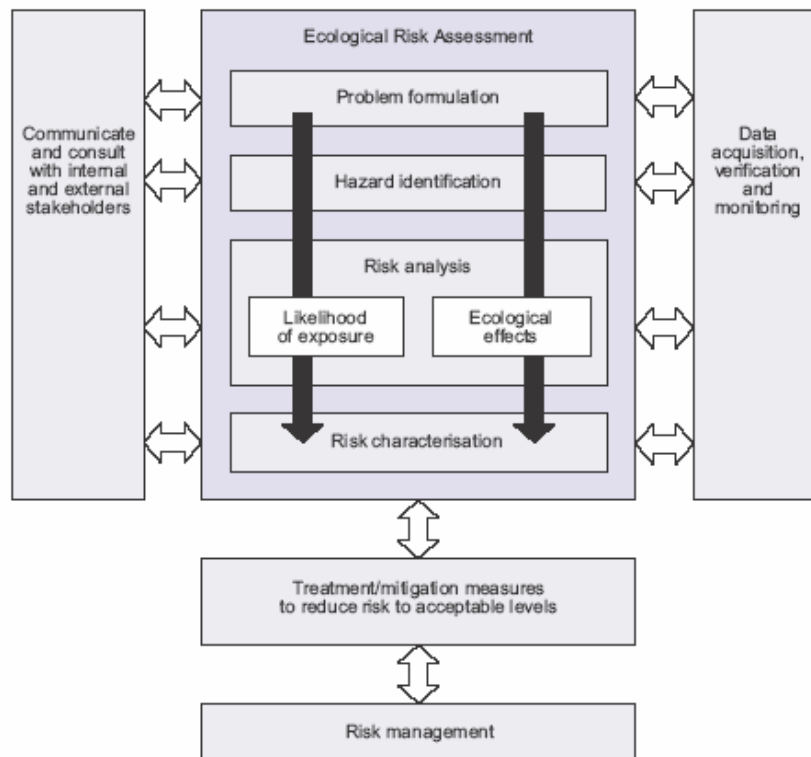 Ecological Risk Assessment
Problem formulation
Communicate
and consult
with internal
and external
stakeholders
Data
acquisition,
verification
and
monitoring
Hazard identification
Risk analysis
Likelihood
of exposure
Ecological
effects
Risk characterisation
Treatment/mitigation measures
to reduce risk to acceptable levels
Risk management